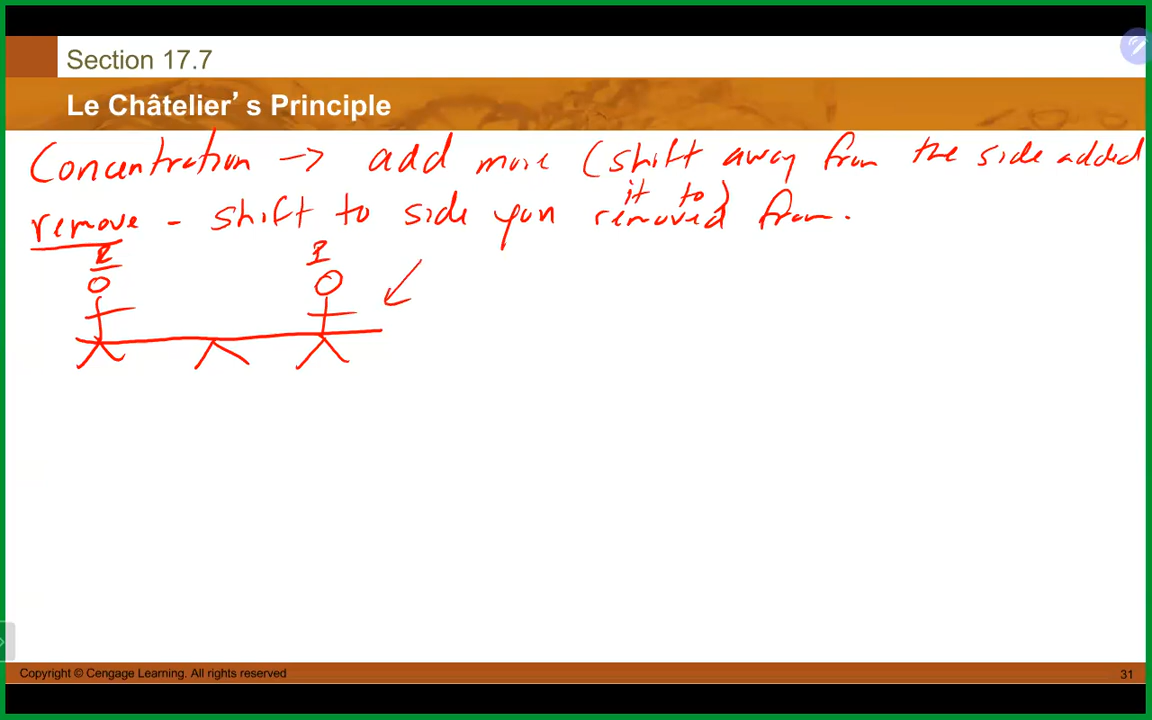 Section 17.7
Le Châtelier's Principle
Concentration → add more (shift away from the side added
it to)
remove - shift to side you removed from.
Copyright © Cengage Learning. All rights reserved
31